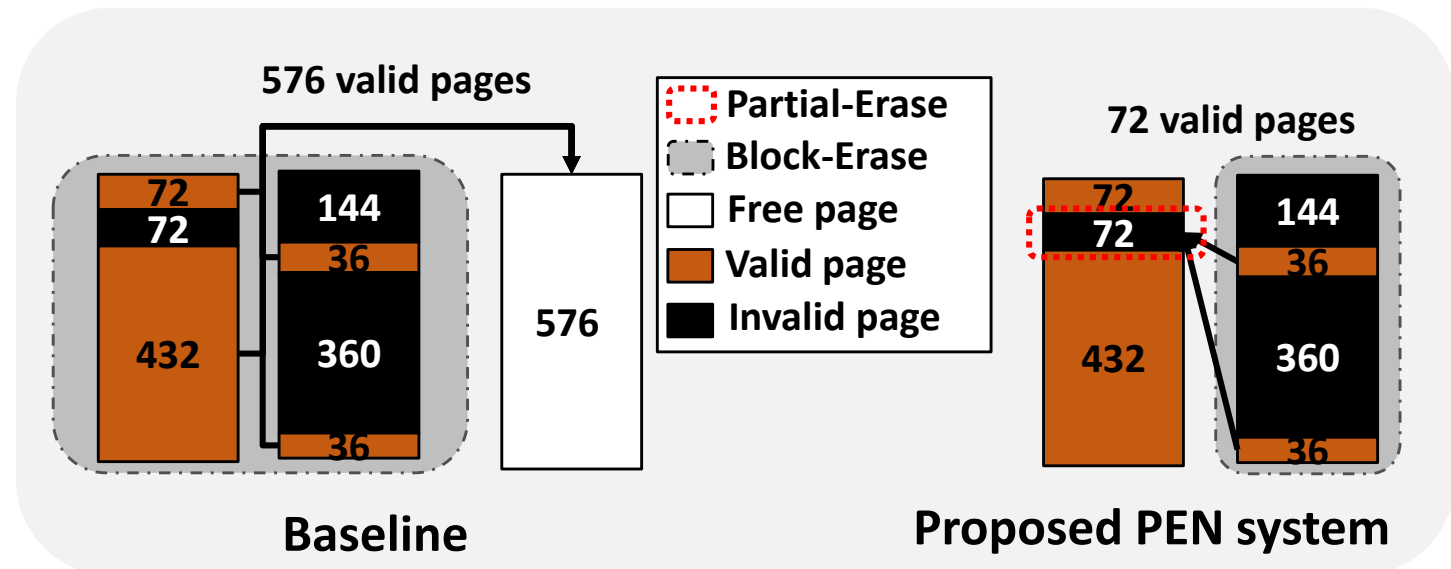 576 valid pages
72
72
432
144
36
360
36
576
Partial-Erase
Block-Erase
Free page
Valid page
Invalid page
72 valid pages
72
72
432
144
36
360
36
Baseline
Proposed PEN system